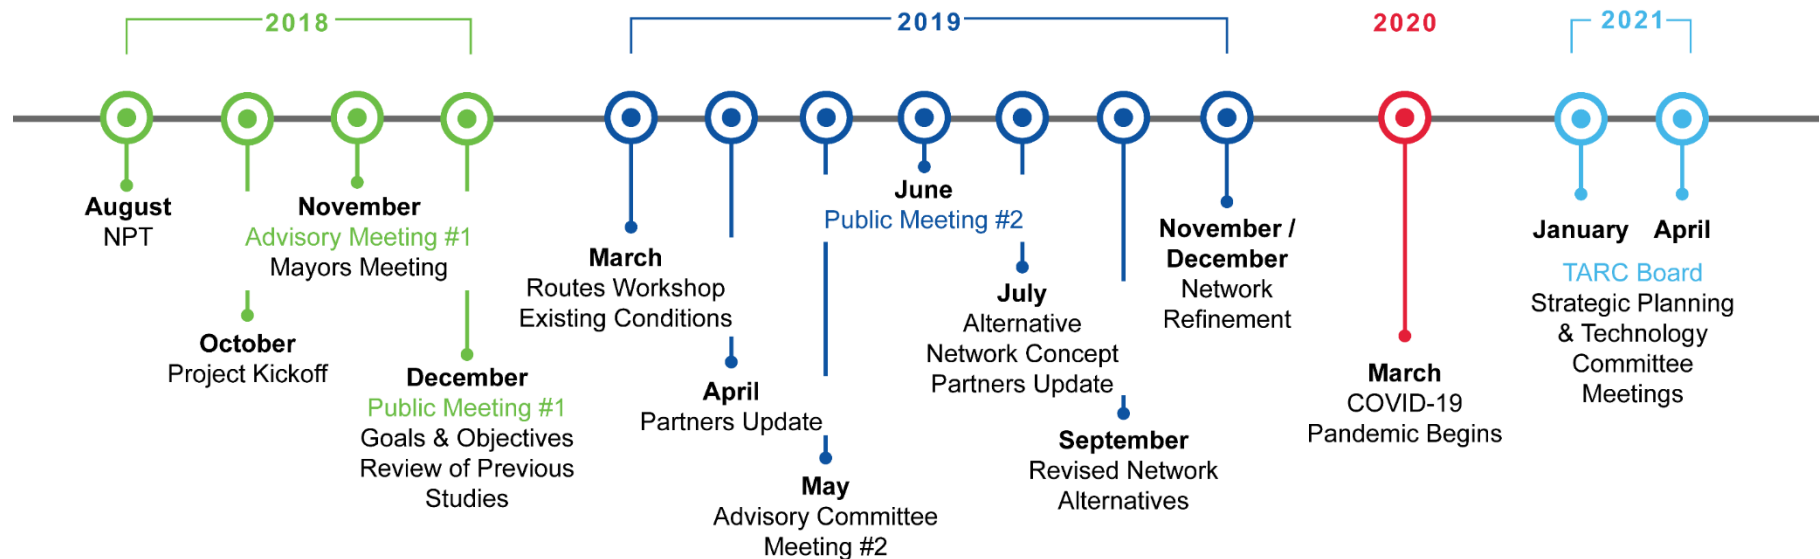 2018
2019
2020
2021
August
NPT
October
Project Kickoff
November
Advisory Meeting #1
Mayors Meeting
December
Public Meeting #1
Goals & Objectives
Review of Previous
Studies
March
Routes Workshop
Existing Conditions
April
Partners Update
May
Advisory Committee
Meeting #2
June
Public Meeting #2
July
Alternative
Network Concept
Partners Update
September
Revised Network
Alternatives
November /
December
Network
Refinement
March
COVID-19
Pandemic Begins
January
April
TARC Board
Strategic Planning
& Technology
Committee
Meetings